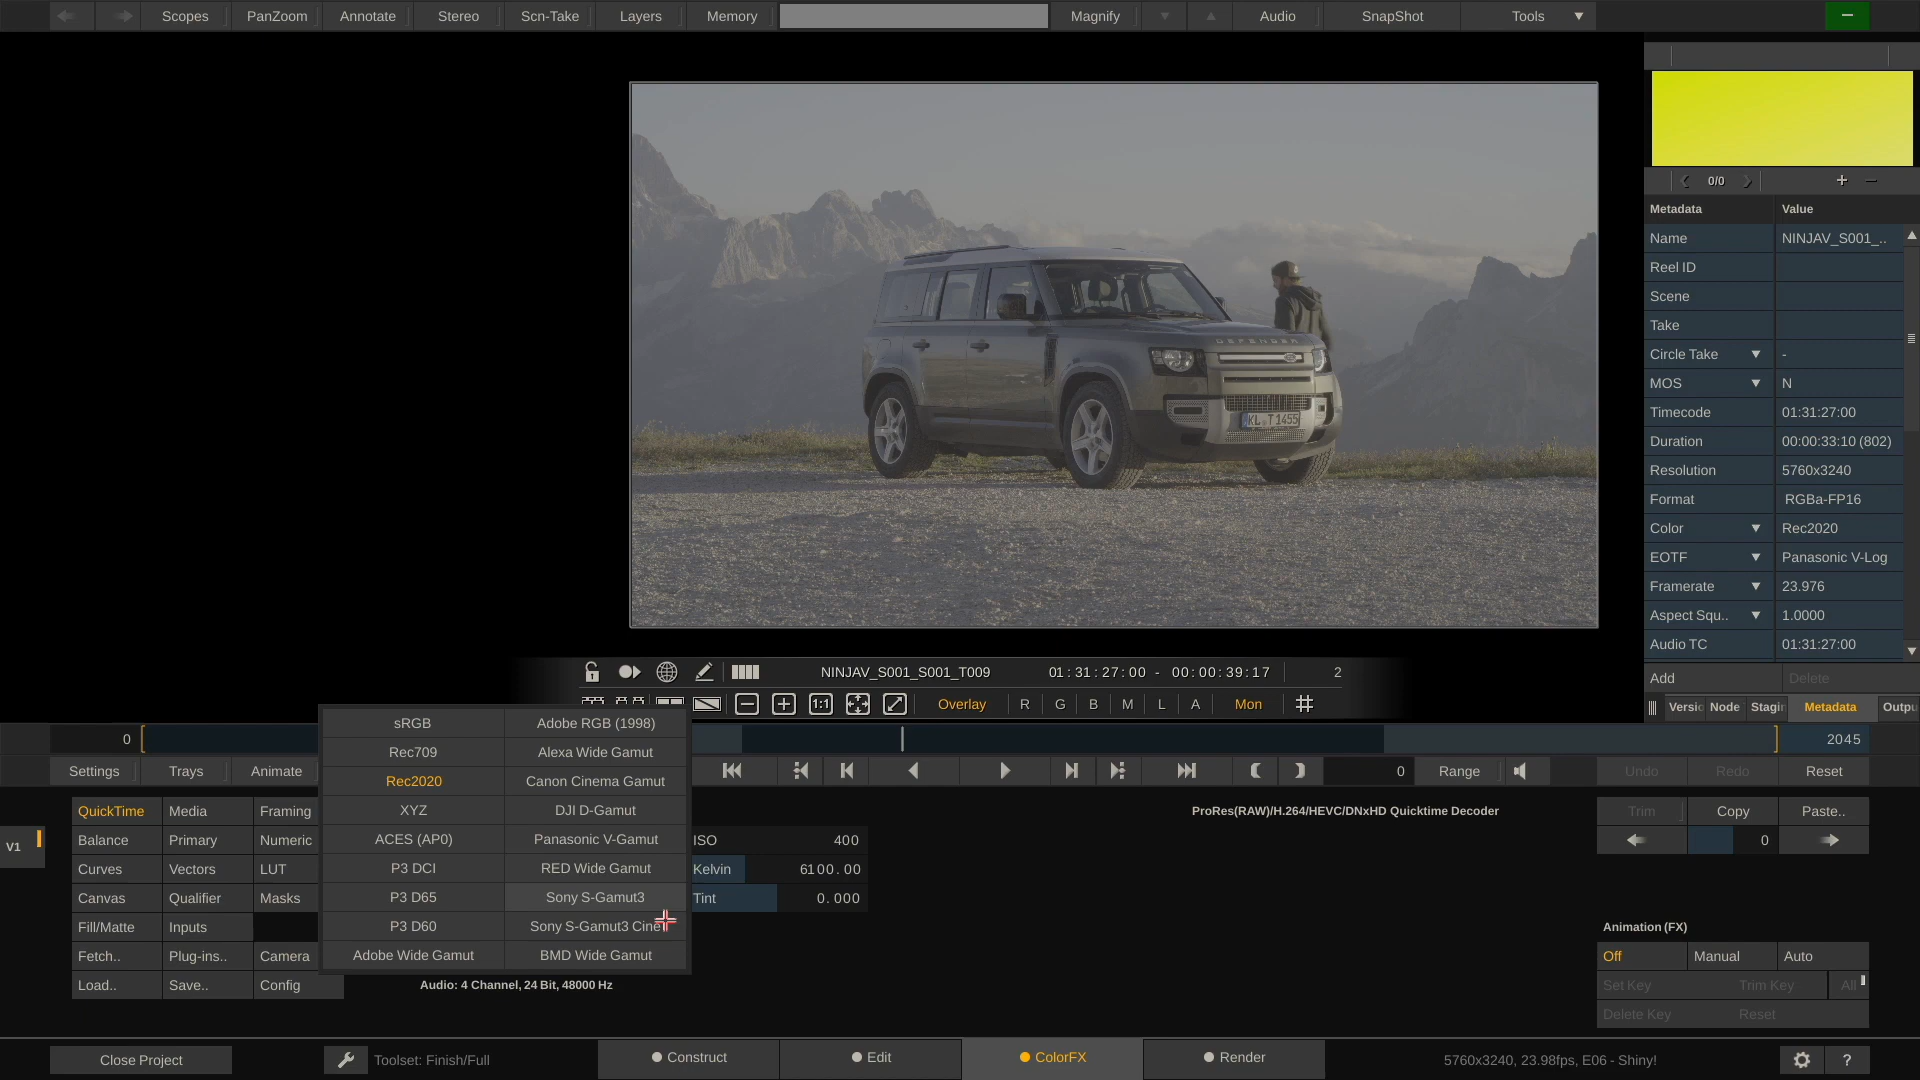 Scopes PanZoom Annotate Stereo Scn-Take Layers Memory Magnify Audio SnapShot Tools
0/0
Metadata Value
Name NINJAV_S001_..
Reel ID
Scene
Take
Circle Take -
MOS N
Timecode 01:31:27:00
Duration 00:00:33:10 (802)
Resolution 5760x3240
Format RGBa-FP16
Color Rec2020
EOTF Panasonic V-Log
Framerate 23.976
Aspect Squ.. 1.0000
Audio TC 01:31:27:00
Add Delete
Versio Node Stagin Metadata Outpu
DEFENDER
KL T 1455
NINJAV_S001_S001_T009 01:31:27:00 - 00:00:39:17 2
1:1 Overlay R G B M L A Mon
0 2045
Settings Trays Animate 0 Range Undo Redo Reset
sRGB Adobe RGB (1998)
Rec709 Alexa Wide Gamut
Rec2020 Canon Cinema Gamut
XYZ DJI D-Gamut
ACES (AP0) Panasonic V-Gamut
P3 DCI RED Wide Gamut
P3 D65 Sony S-Gamut3
P3 D60 Sony S-Gamut3 Cine
Adobe Wide Gamut BMD Wide Gamut
V1
QuickTime Media Framing
Balance Primary Numeric
Curves Vectors LUT
Canvas Qualifier Masks
Fill/Matte Inputs
Fetch.. Plug-ins.. Camera
Load.. Save.. Config
ISO 400
Kelvin 6100.00
Tint 0.000
ProRes(RAW)/H.264/HEVC/DNxHD Quicktime Decoder
Audio: 4 Channel, 24 Bit, 48000 Hz
Trim Copy Paste..
0
Animation (FX)
Off Manual Auto
Set Key Trim Key All
Delete Key Reset
Close Project Toolset: Finish/Full Construct Edit ColorFX Render 5760x3240, 23.98fps, E06 - Shiny! ?